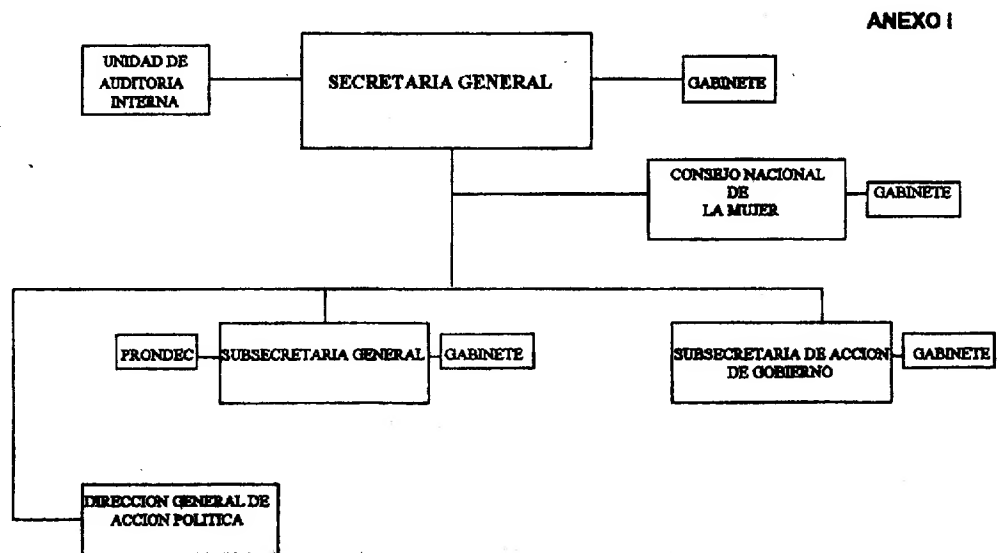 ANEXO I
UNIDAD DE
AUDITORIA
INTERNA
SECRETARIA GENERAL
GABINETE
CONSEJO NACIONAL
DE
LA MUJER
GABINETE
PRONDEC
SUBSECRETARIA GENERAL
GABINETE
SUBSECRETARIA DE ACCION
DE GOBIERNO
GABINETE
DIRECCION GENERAL DE
ACCION POLITICA